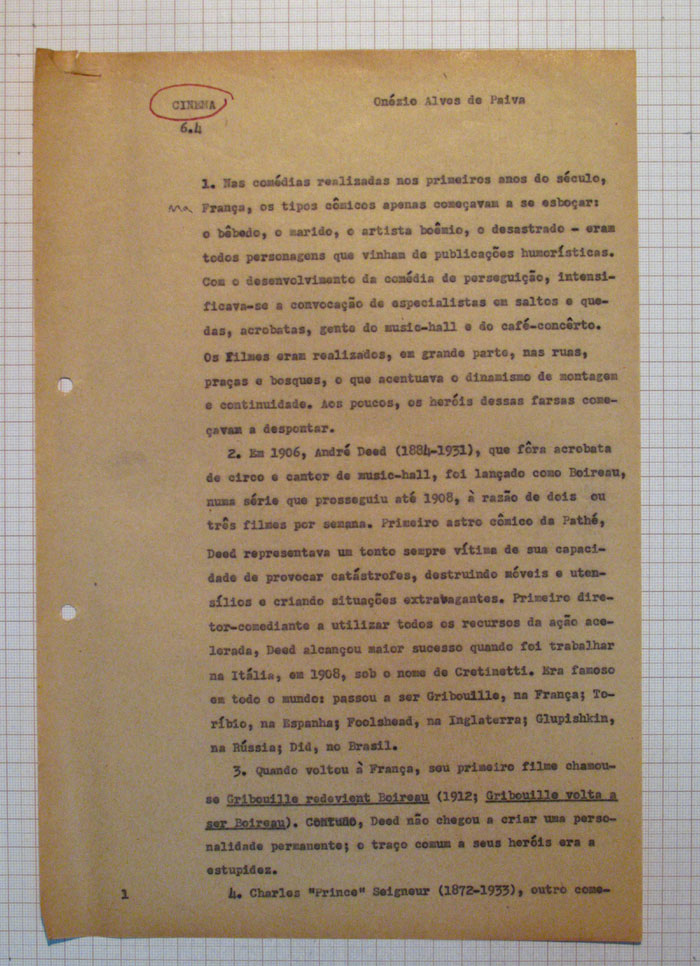 CINEMA
Onézio Alves de Paiva
6.4
1. Nas comédias realizadas nos primeiros anos do século,
na França, os tipos cômicos apenas começavam a se esboçar:
o bêbedo, o marido, o artista boêmio, o desastrado - eram
todos personagens que vinham de publicações humorísticas.
Com o desenvolvimento da comédia de perseguição, intensi-
ficava-se a convocação de especialistas em saltos e que-
das, acrobatas, gente do music-hall e do café-concêrto.
Os filmes eram realizados, em grande parte, nas ruas,
praças e bosques, o que acentuava o dinamismo de montagem
e continuidade. Aos poucos, os heróis dessas farsas come-
çavam a despontar.
2. Em 1906, André Deed (1884-1931), que fôra acrobata
de circo e cantor de music-hall, foi lançado como Boireau,
numa série que prosseguiu até 1908, à razão de dois ou
três filmes por semana. Primeiro astro cômico da Pathé,
Deed representava um tonto sempre vítima de sua capaci-
dade de provocar catástrofes, destruindo móveis e uten-
sílios e criando situações extravagantes. Primeiro dire-
tor-comediante a utilizar todos os recursos da ação ace-
lerada, Deed alcançou maior sucesso quando foi trabalhar
na Itália, em 1908, sob o nome de Cretinetti. Era famoso
em todo o mundo: passou a ser Gribouille, na França; To-
ríbio, na Espanha; Foolshead, na Inglaterra; Glupishkin,
na Rússia; Did, no Brasil.
3. Quando voltou à França, seu primeiro filme chamou-
se Gribouille redevient Boireau (1912; Gribouille volta a
ser Boireau). Contudo, Deed não chegou a criar uma perso-
nalidade permanente; o traço comum a seus heróis era a
estupidez.
1
4. Charles "Prince" Seigneur (1872-1933), outro come-